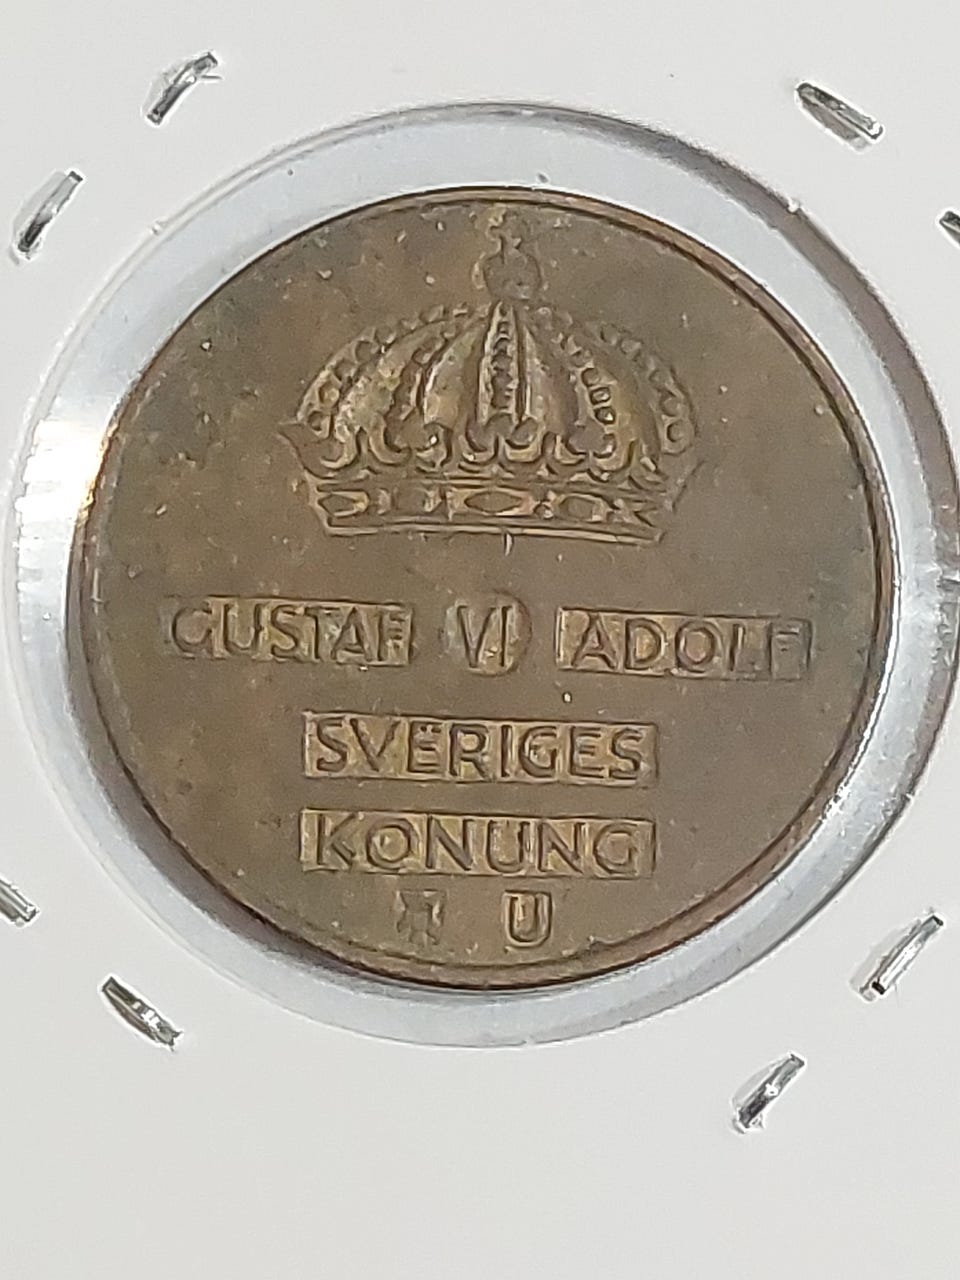 GUSTAF VI ADOLF
SVERIGES
KONUNG
U